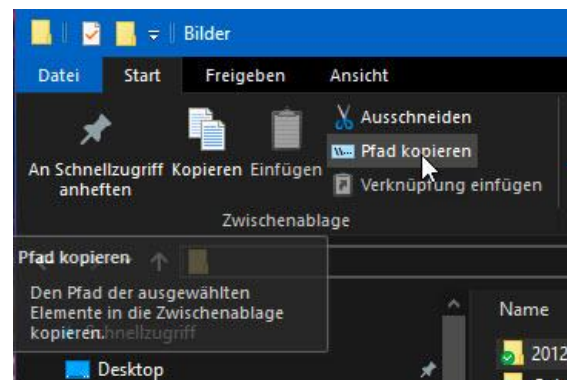 Bilder
Datei Start Freigeben Ansicht
Ausschneiden
Pfad kopieren
An Schnellzugriff anheften
Kopieren
Einfügen
Verknüpfung einfügen
Zwischenablage
Pfad kopieren
Den Pfad der ausgewählten
Elemente in die Zwischenablage
kopieren.
Schnellzugriff
Name
2012
Desktop